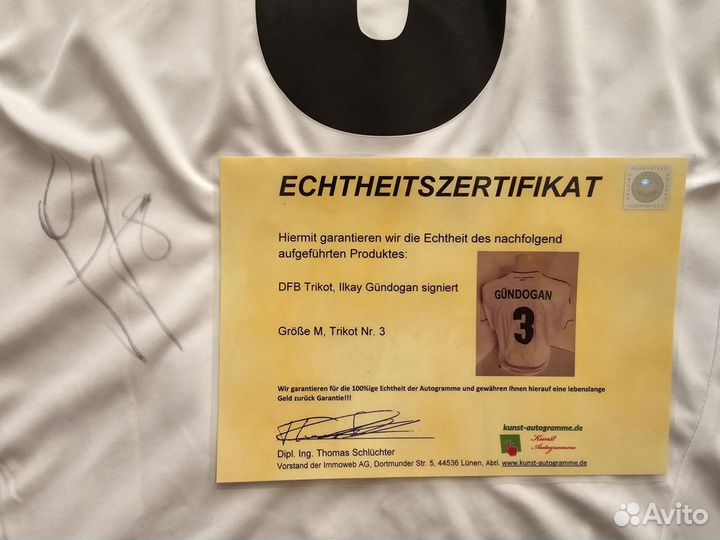 ECHTHEITSZERTIFIKAT
Hiermit garantieren wir die Echtheit des nachfolgend
aufgeführten Produktes:
DFB Trikot, Ilkay Gündogan signiert
Größe M, Trikot Nr. 3
GÜNDOGAN
3
Wir garantieren für die 100%ige Echtheit der Autogramme und gewähren Ihnen hierauf eine lebenslange
Geld zurück Garantie!!!
kunst-autogramme.de
Kunst
Autogramme
Dipl. Ing. Thomas Schlüchter
Vorstand der Immoweb AG, Dortmunder Str. 5, 44536 Lünen, Abtl. www.kunst-autogramme.de
Avito